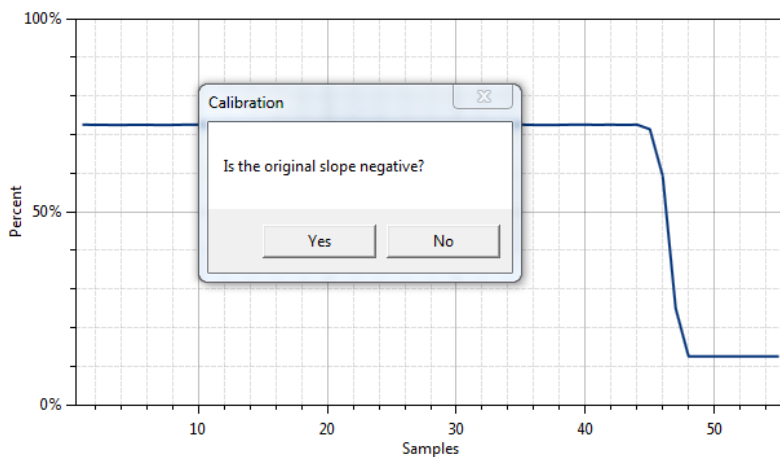 100%
Calibration
Is the original slope negative?
Yes No
50%
Percent
0%
10 20 30 40 50
Samples